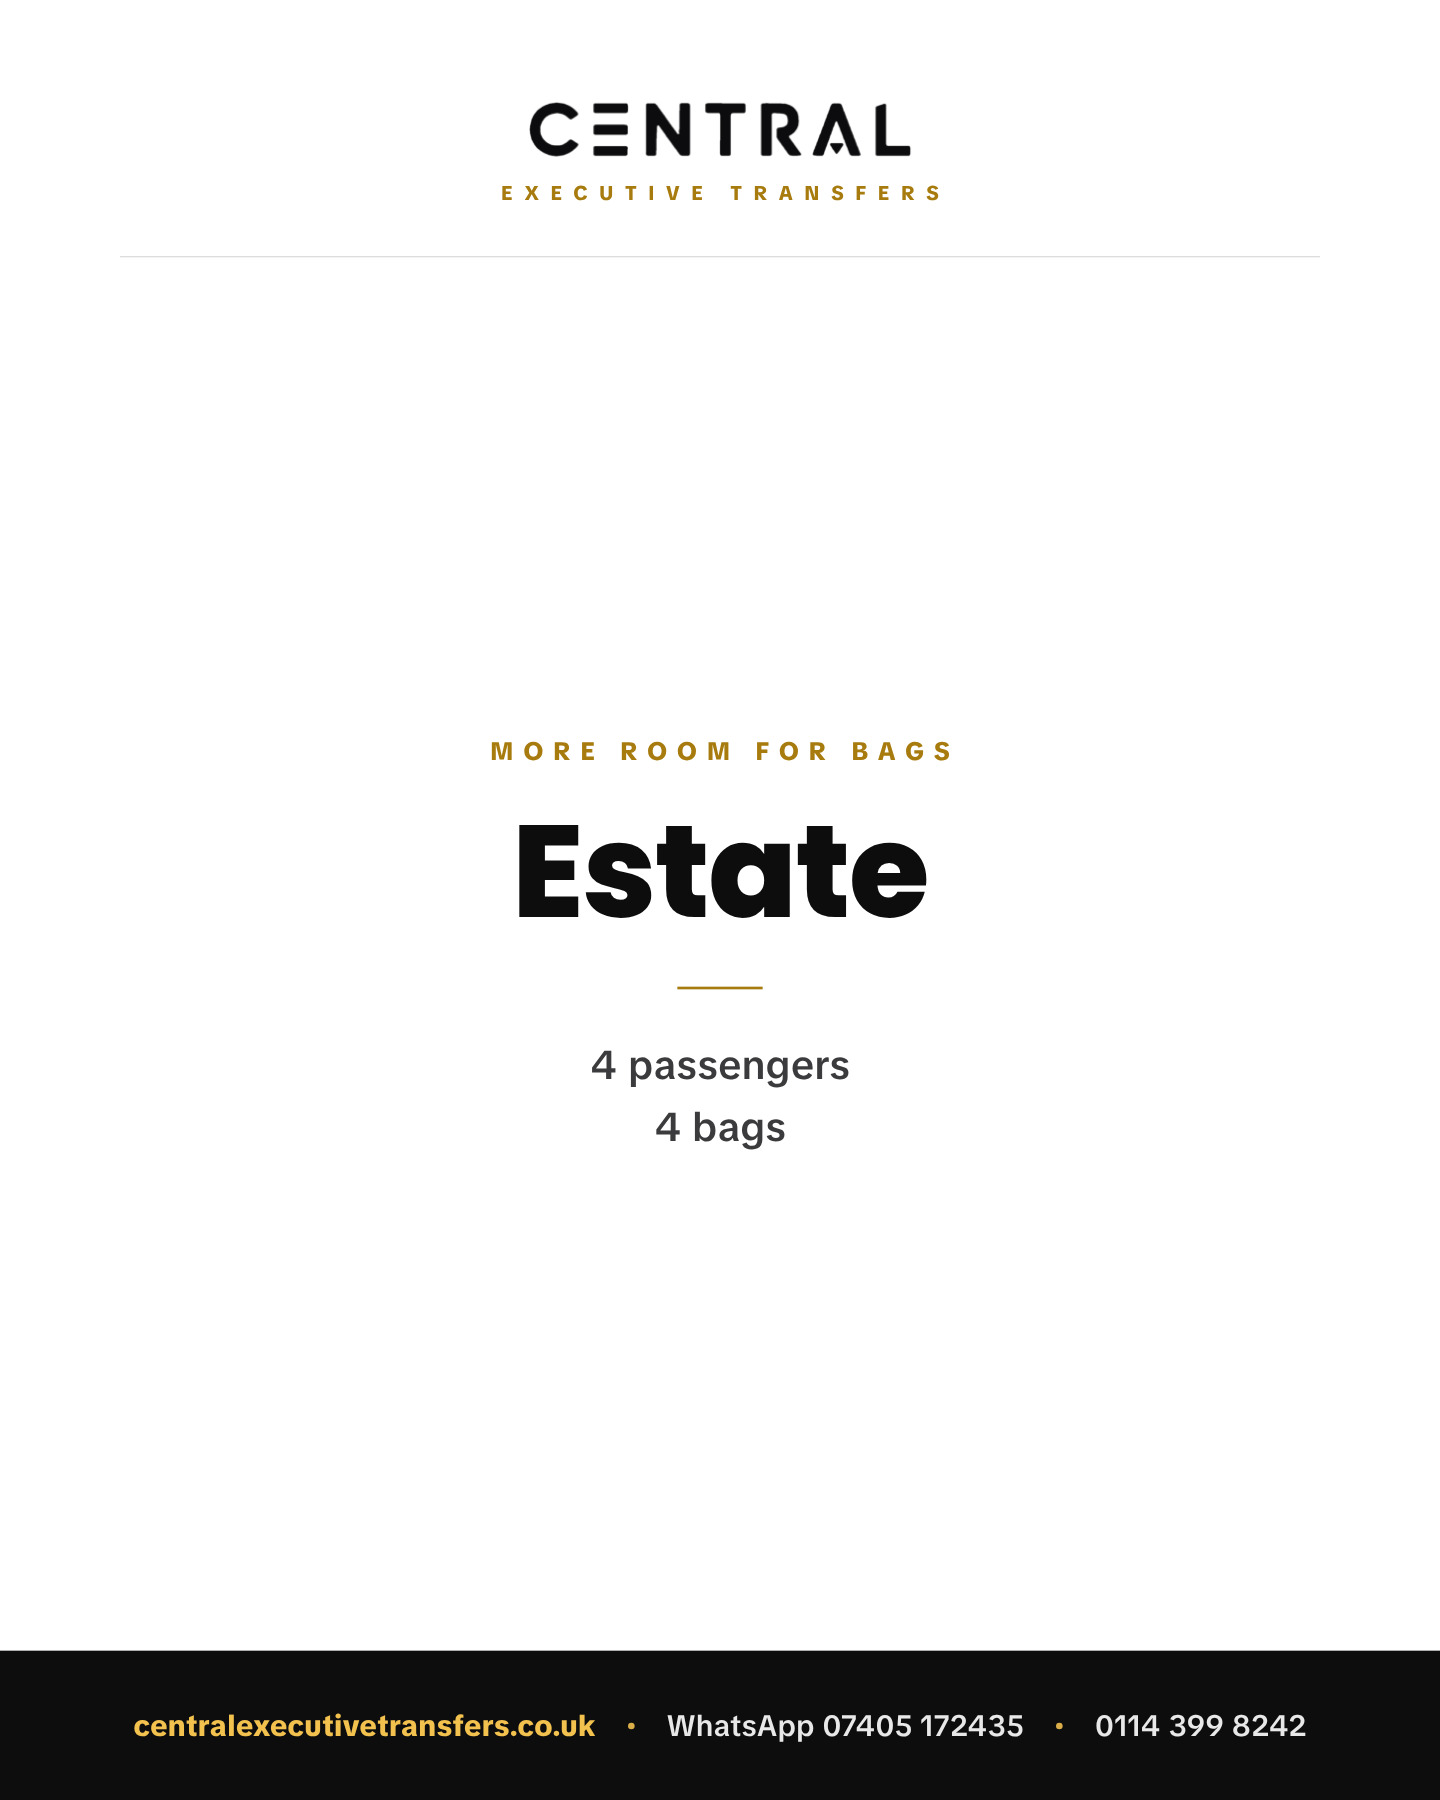 CENTRAL
EXECUTIVE TRANSFERS
MORE ROOM FOR BAGS
Estate
4 passengers
4 bags
centralexecutivetransfers.co.uk • WhatsApp 07405 172435 • 0114 399 8242